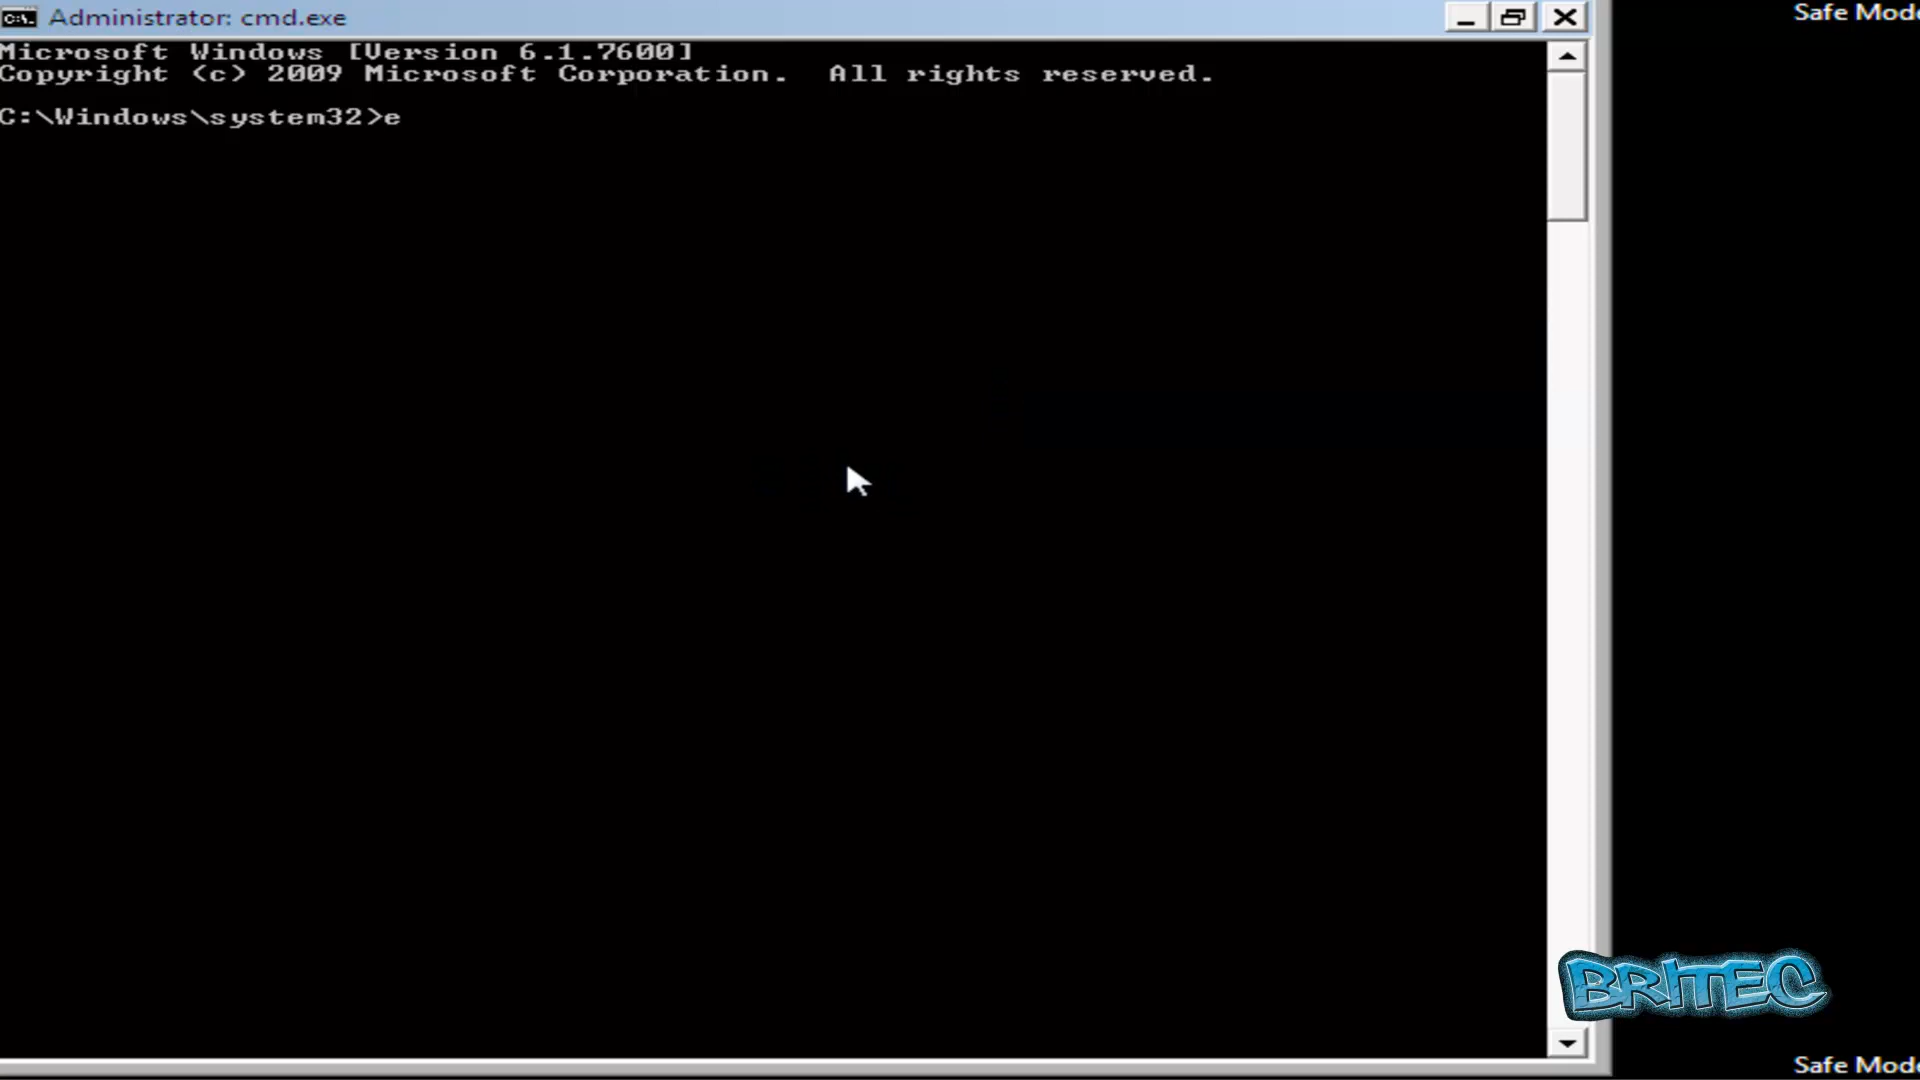 Administrator: cmd.exe
Safe Mode
Microsoft Windows [Version 6.1.7600]
Copyright (c) 2009 Microsoft Corporation.  All rights reserved.
C:\Windows\system32>e
BRITEC
Safe Mode